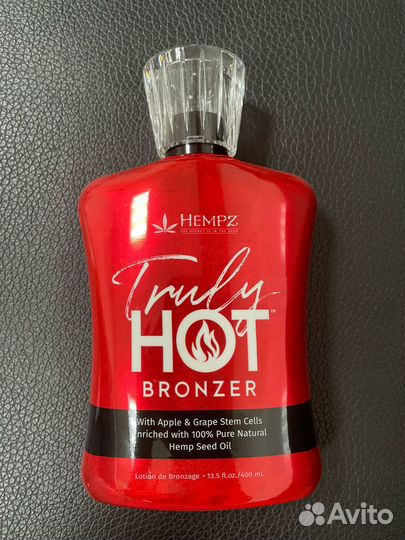 HEMPZ
THE SECRET IS IN THE SEED
Truly
HOT™
BRONZER
With Apple & Grape Stem Cells
Enriched with 100% Pure Natural
Hemp Seed Oil
Lotion de Bronzage • 13.5 fl.oz./400 mL
Avito